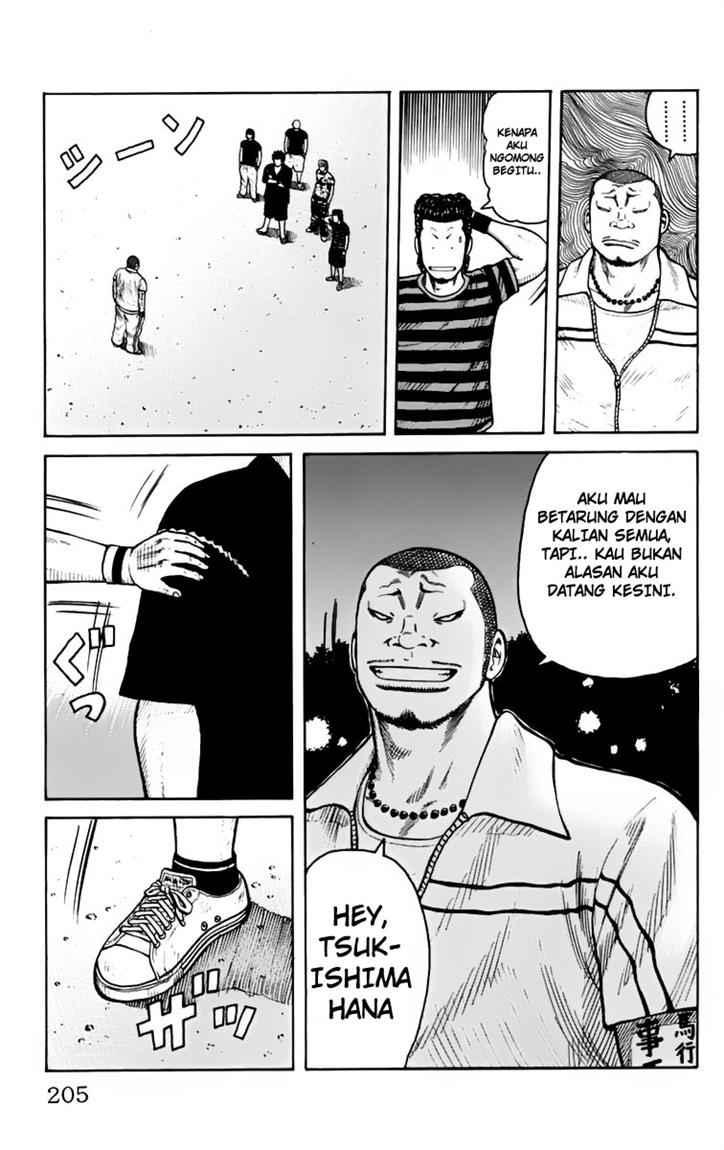 ………
………
KENAPA
AKU
NGOMONG
BEGITU..
ジーン
AKU MAU
BETARUNG DENGAN
KALIAN SEMUA,
TAPI.. KAU BUKAN
ALASAN AKU
DATANG KESINI.
HEY,
TSUK-
ISHIMA
HANA
ぐっ
ザッ
205